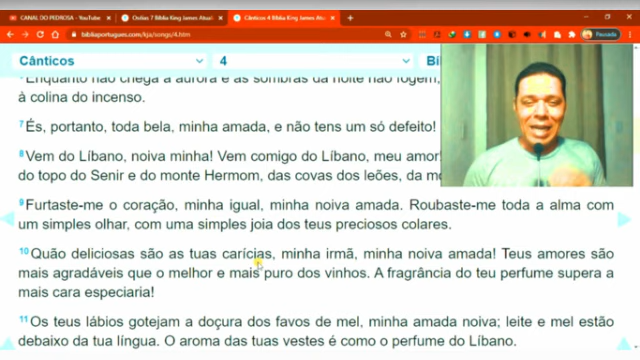 CANAL DO PEDROSA - YouTube
Oséias 7 Bíblia King James Atual
Cânticos 4 Bíblia King James Atu
bibliaportugues.com/kja/songs/4.htm
Pausada
Cânticos
4
Bí
Enquanto não chega a aurora e as sombras da noite não fogem,
à colina do incenso.
7 És, portanto, toda bela, minha amada, e não tens um só defeito!
8 Vem do Líbano, noiva minha! Vem comigo do Líbano, meu amor!
do topo do Senir e do monte Hermom, das covas dos leões, da mo
9 Furtaste-me o coração, minha igual, minha noiva amada. Roubaste-me toda a alma com
um simples olhar, com uma simples joia dos teus preciosos colares.
10 Quão deliciosas são as tuas carícias, minha irmã, minha noiva amada! Teus amores são
mais agradáveis que o melhor e mais puro dos vinhos. A fragrância do teu perfume supera a
mais cara especiaria!
11 Os teus lábios gotejam a doçura dos favos de mel, minha amada noiva; leite e mel estão
debaixo da tua língua. O aroma das tuas vestes é como o perfume do Líbano.